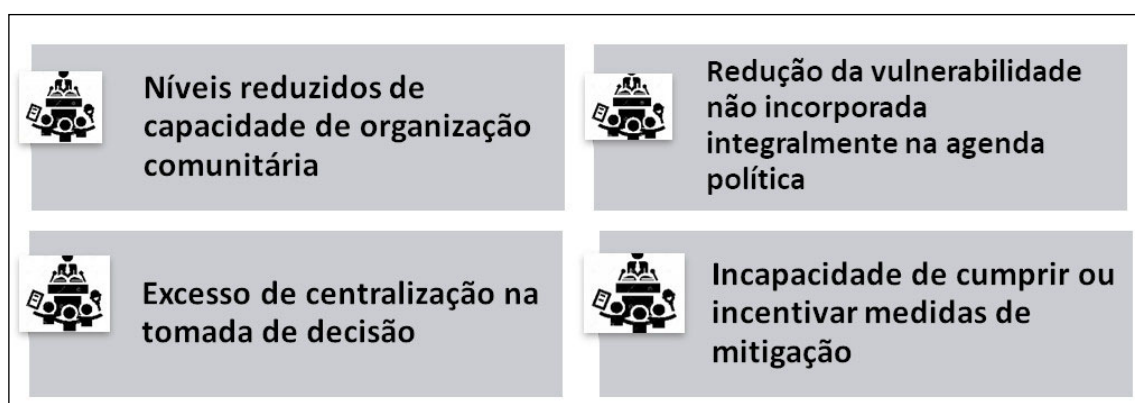 Níveis reduzidos de
capacidade de organização
comunitária
Redução da vulnerabilidade
não incorporada
integralmente na agenda
política
Excesso de centralização na
tomada de decisão
Incapacidade de cumprir ou
incentivar medidas de
mitigação